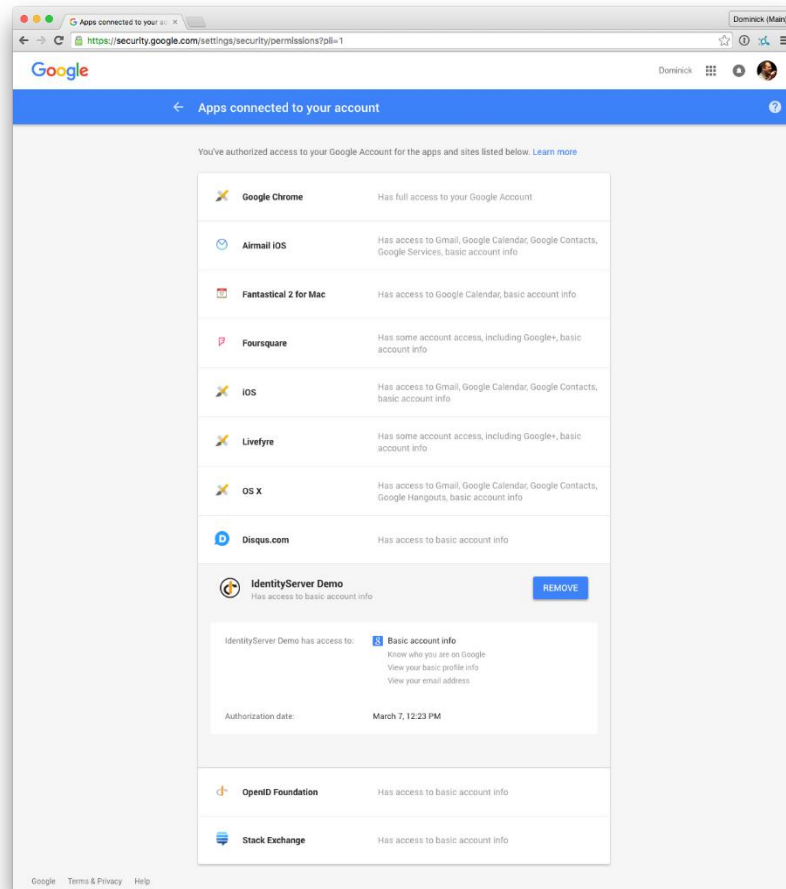 Apps connected to your ac
Dominick (Main)
https://security.google.com/settings/security/permissions?pli=1
Google
Dominick
Apps connected to your account
You've authorized access to your Google Account for the apps and sites listed below. Learn more
Google Chrome
Has full access to your Google Account
Airmail iOS
Has access to Gmail, Google Calendar, Google Contacts,
Google Services, basic account info
Fantastical 2 for Mac
Has access to Google Calendar, basic account info
Foursquare
Has some account access, including Google+, basic
account info
iOS
Has access to Gmail, Google Calendar, Google Contacts,
basic account info
Livefyre
Has some account access, including Google+, basic
account info
OS X
Has access to Gmail, Google Calendar, Google Contacts,
Google Hangouts, basic account info
Disqus.com
Has access to basic account info
IdentityServer Demo
Has access to basic account info
REMOVE
IdentityServer Demo has access to:
Basic account info
Know who you are on Google
View your basic profile info
View your email address
Authorization date:
March 7, 12:23 PM
OpenID Foundation
Has access to basic account info
Stack Exchange
Has access to basic account info
Google Terms & Privacy Help